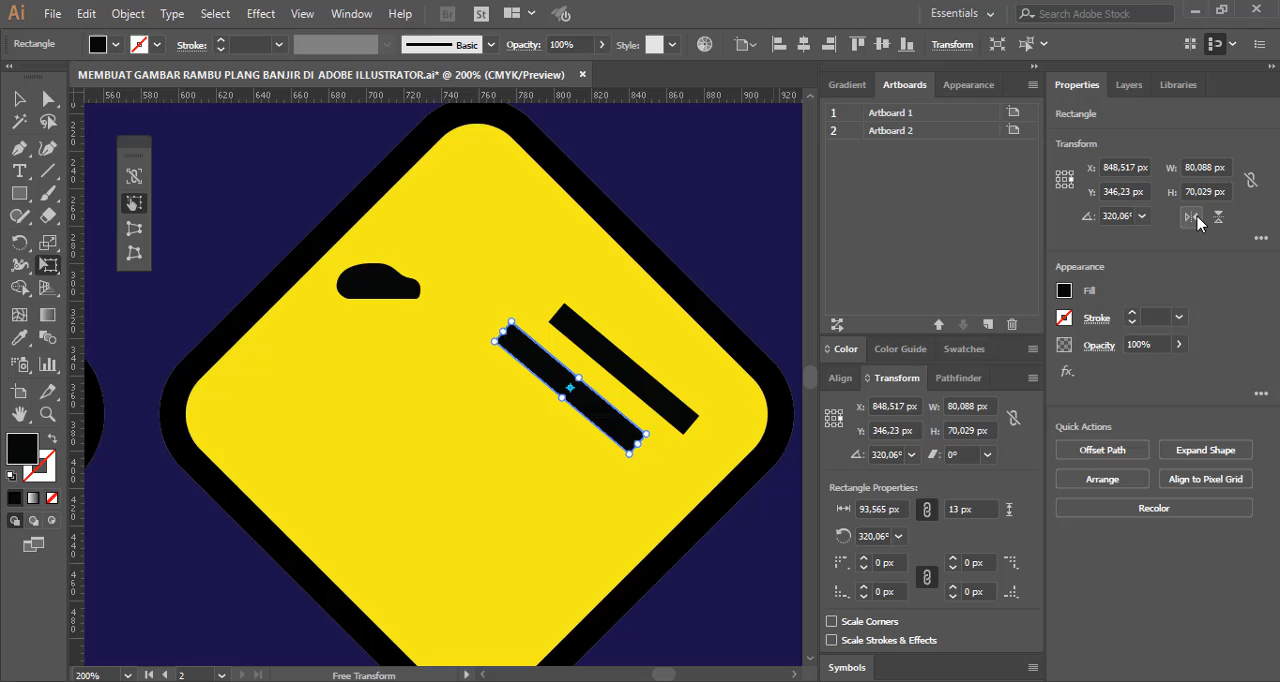 Ai File Edit Object Type Select Effect View Window Help Br St Essentials Search Adobe Stock
Rectangle Stroke: Basic Opacity: 100% Style: Transform
MEMBUAT GAMBAR RAMBU PLANG BANJIR DI ADOBE ILLUSTRATOR.ai* @ 200% (CMYK/Preview)
560 580 600 620 640 660 680 700 720 740 760 780 800 820 840 860 880 900 920
Gradient Artboards Appearance
1 Artboard 1
2 Artboard 2
Color Color Guide Swatches
Align Transform Pathfinder
X: 848,517 px W: 80,088 px
Y: 346,23 px H: 70,029 px
320,06° 0°
Rectangle Properties:
93,565 px 13 px
320,06°
0 px 0 px
0 px 0 px
Scale Corners
Scale Strokes & Effects
Symbols
Properties Layers Libraries
Rectangle
Transform
X: 848,517 px W: 80,088 px
Y: 346,23 px H: 70,029 px
320,06°
Appearance
Fill
Stroke
Opacity 100%
fx.
Quick Actions
Offset Path Expand Shape
Arrange Align to Pixel Grid
Recolor
200% 2 Free Transform